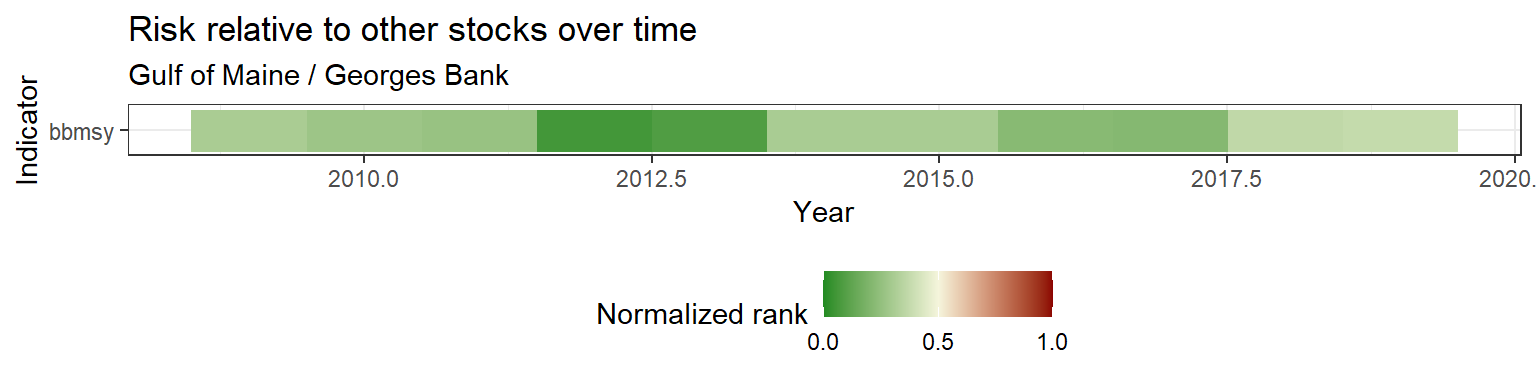 Risk relative to other stocks over time
Gulf of Maine / Georges Bank
Indicator
bbmsy
2010.0 2012.5 2015.0 2017.5 2020.
Year
Normalized rank
0.0 0.5 1.0